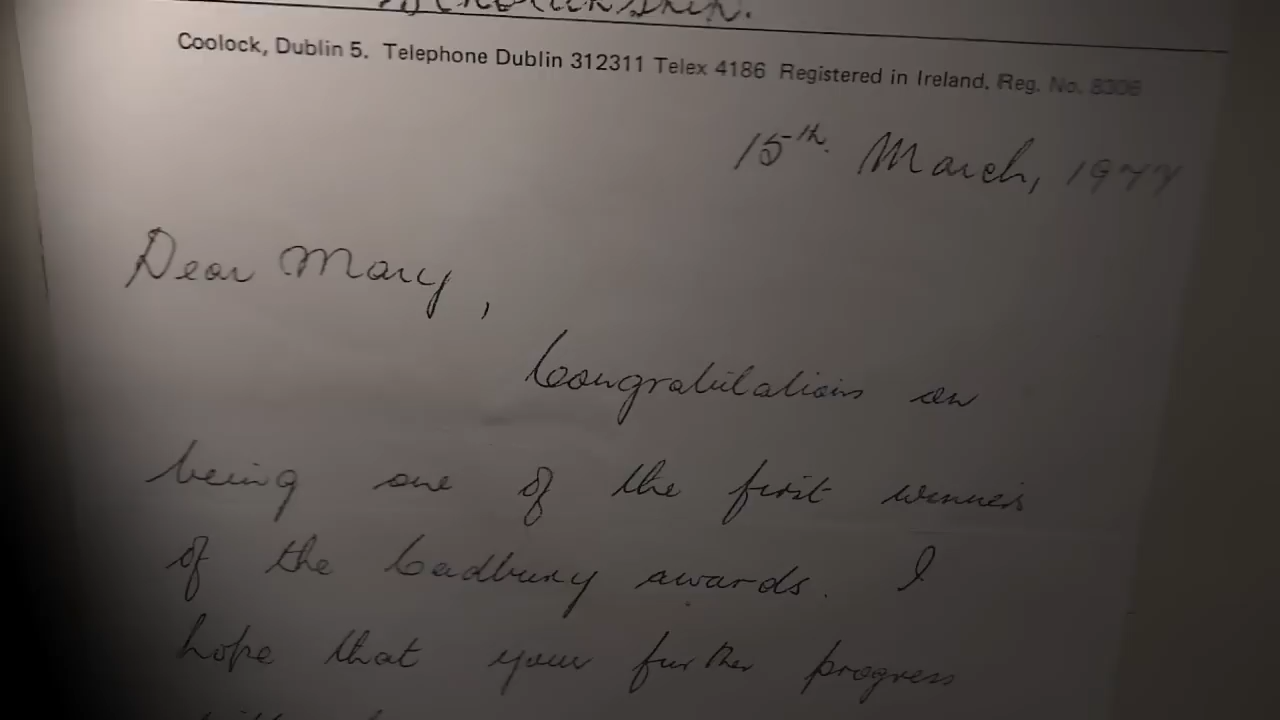 Coolock, Dublin 5. Telephone Dublin 312311 Telex 4186 Registered in Ireland. Reg. No. 8306
15th. March, 1977
Dear Mary,
Congratulations on
being one of the first winners
of the Cadbury awards. I
hope that your further progress